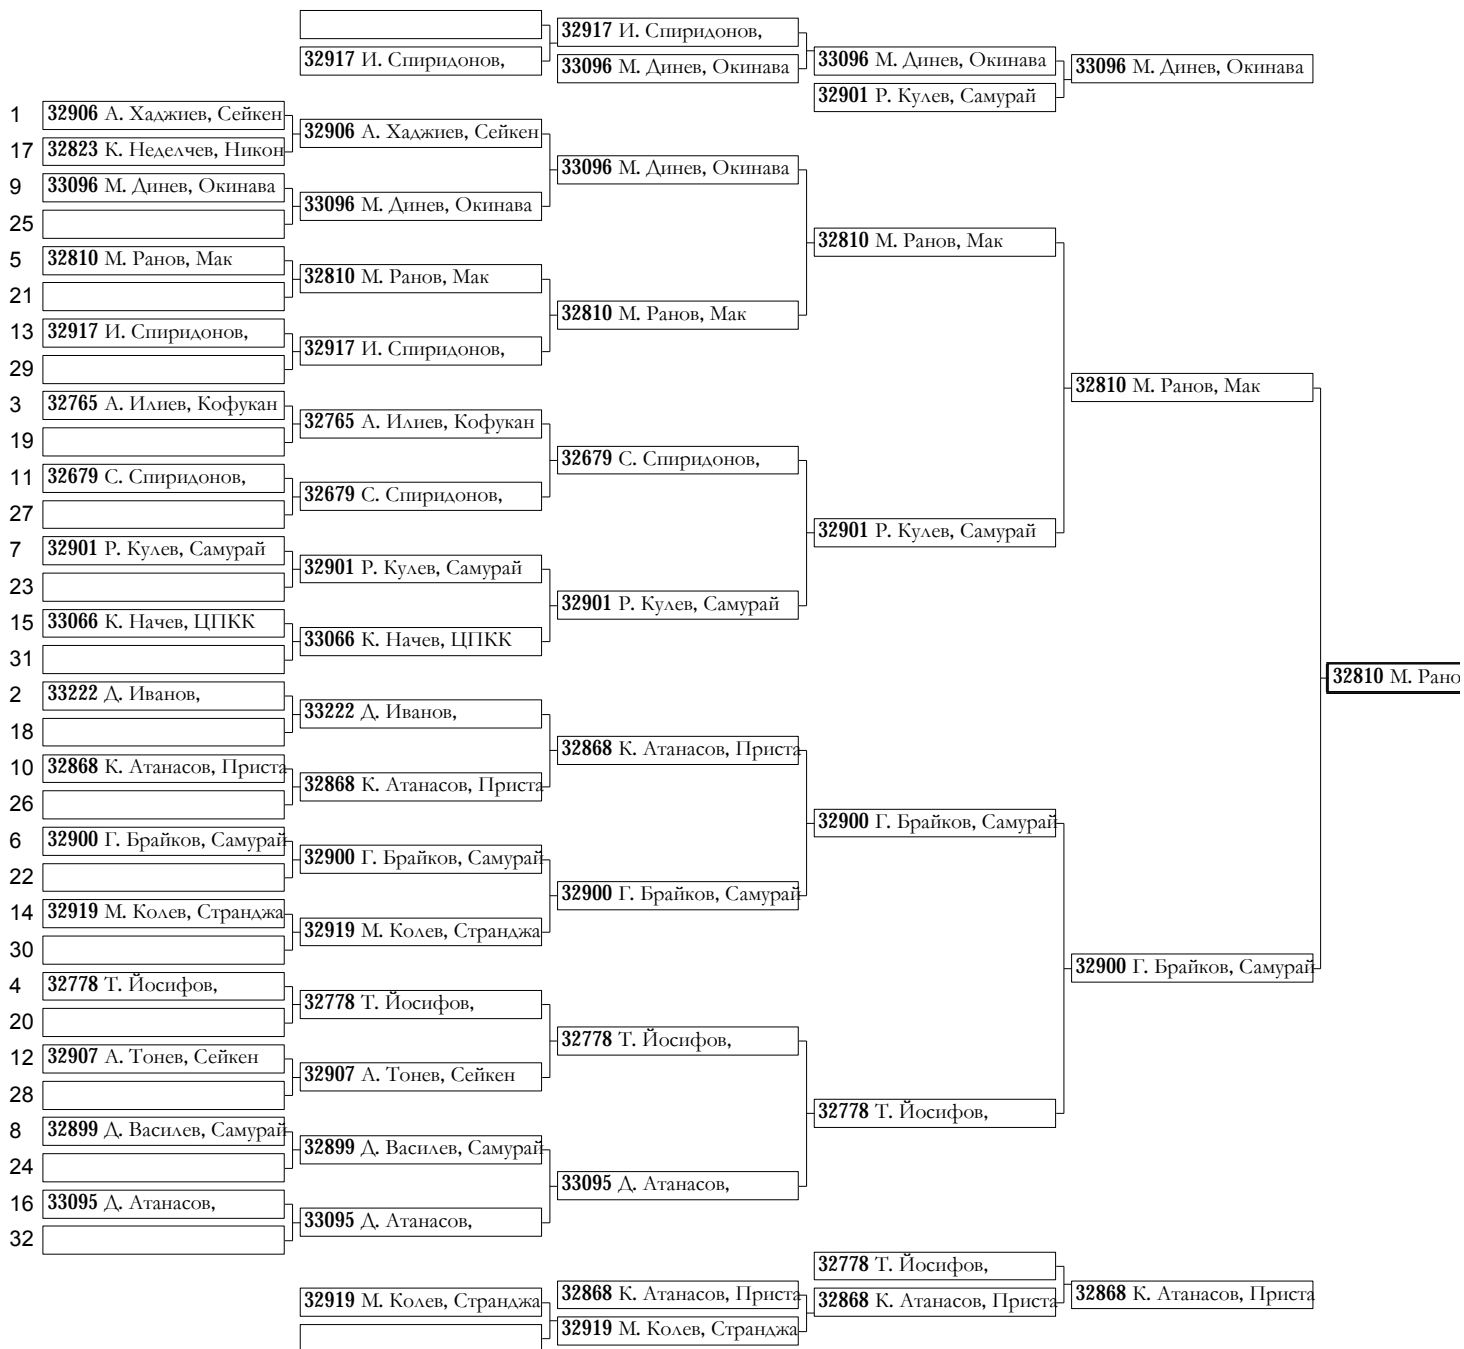 32917 И. Спиридонов,
32917 И. Спиридонов,
33096 М. Динев, Окинава
33096 М. Динев, Окинава
32901 Р. Кулев, Самурай
33096 М. Динев, Окинава
1 32906 А. Хаджиев, Сейкен
17 32823 К. Неделчев, Никон
9 33096 М. Динев, Окинава
25
5 32810 М. Ранов, Мак
21
13 32917 И. Спиридонов,
29
3 32765 А. Илиев, Кофукан
19
11 32679 С. Спиридонов,
27
7 32901 Р. Кулев, Самурай
23
15 33066 К. Начев, ЦПКК
31
2 33222 Д. Иванов,
18
10 32868 К. Атанасов, Приста
26
6 32900 Г. Брайков, Самурай
22
14 32919 М. Колев, Странджа
30
4 32778 Т. Йосифов,
20
12 32907 А. Тонев, Сейкен
28
8 32899 Д. Василев, Самурай
24
16 33095 Д. Атанасов,
32
32906 А. Хаджиев, Сейкен
33096 М. Динев, Окинава
32810 М. Ранов, Мак
32917 И. Спиридонов,
32765 А. Илиев, Кофукан
32679 С. Спиридонов,
32901 Р. Кулев, Самурай
33066 К. Начев, ЦПКК
33222 Д. Иванов,
32868 К. Атанасов, Приста
32900 Г. Брайков, Самурай
32919 М. Колев, Странджа
32778 Т. Йосифов,
32907 А. Тонев, Сейкен
32899 Д. Василев, Самурай
33095 Д. Атанасов,
33096 М. Динев, Окинава
32810 М. Ранов, Мак
32679 С. Спиридонов,
32901 Р. Кулев, Самурай
32868 К. Атанасов, Приста
32900 Г. Брайков, Самурай
32778 Т. Йосифов,
33095 Д. Атанасов,
32810 М. Ранов, Мак
32901 Р. Кулев, Самурай
32900 Г. Брайков, Самурай
32778 Т. Йосифов,
32810 М. Ранов, Мак
32900 Г. Брайков, Самурай
32810 М. Рано
32919 М. Колев, Странджа
32868 К. Атанасов, Приста
32919 М. Колев, Странджа
32778 Т. Йосифов,
32868 К. Атанасов, Приста
32868 К. Атанасов, Приста